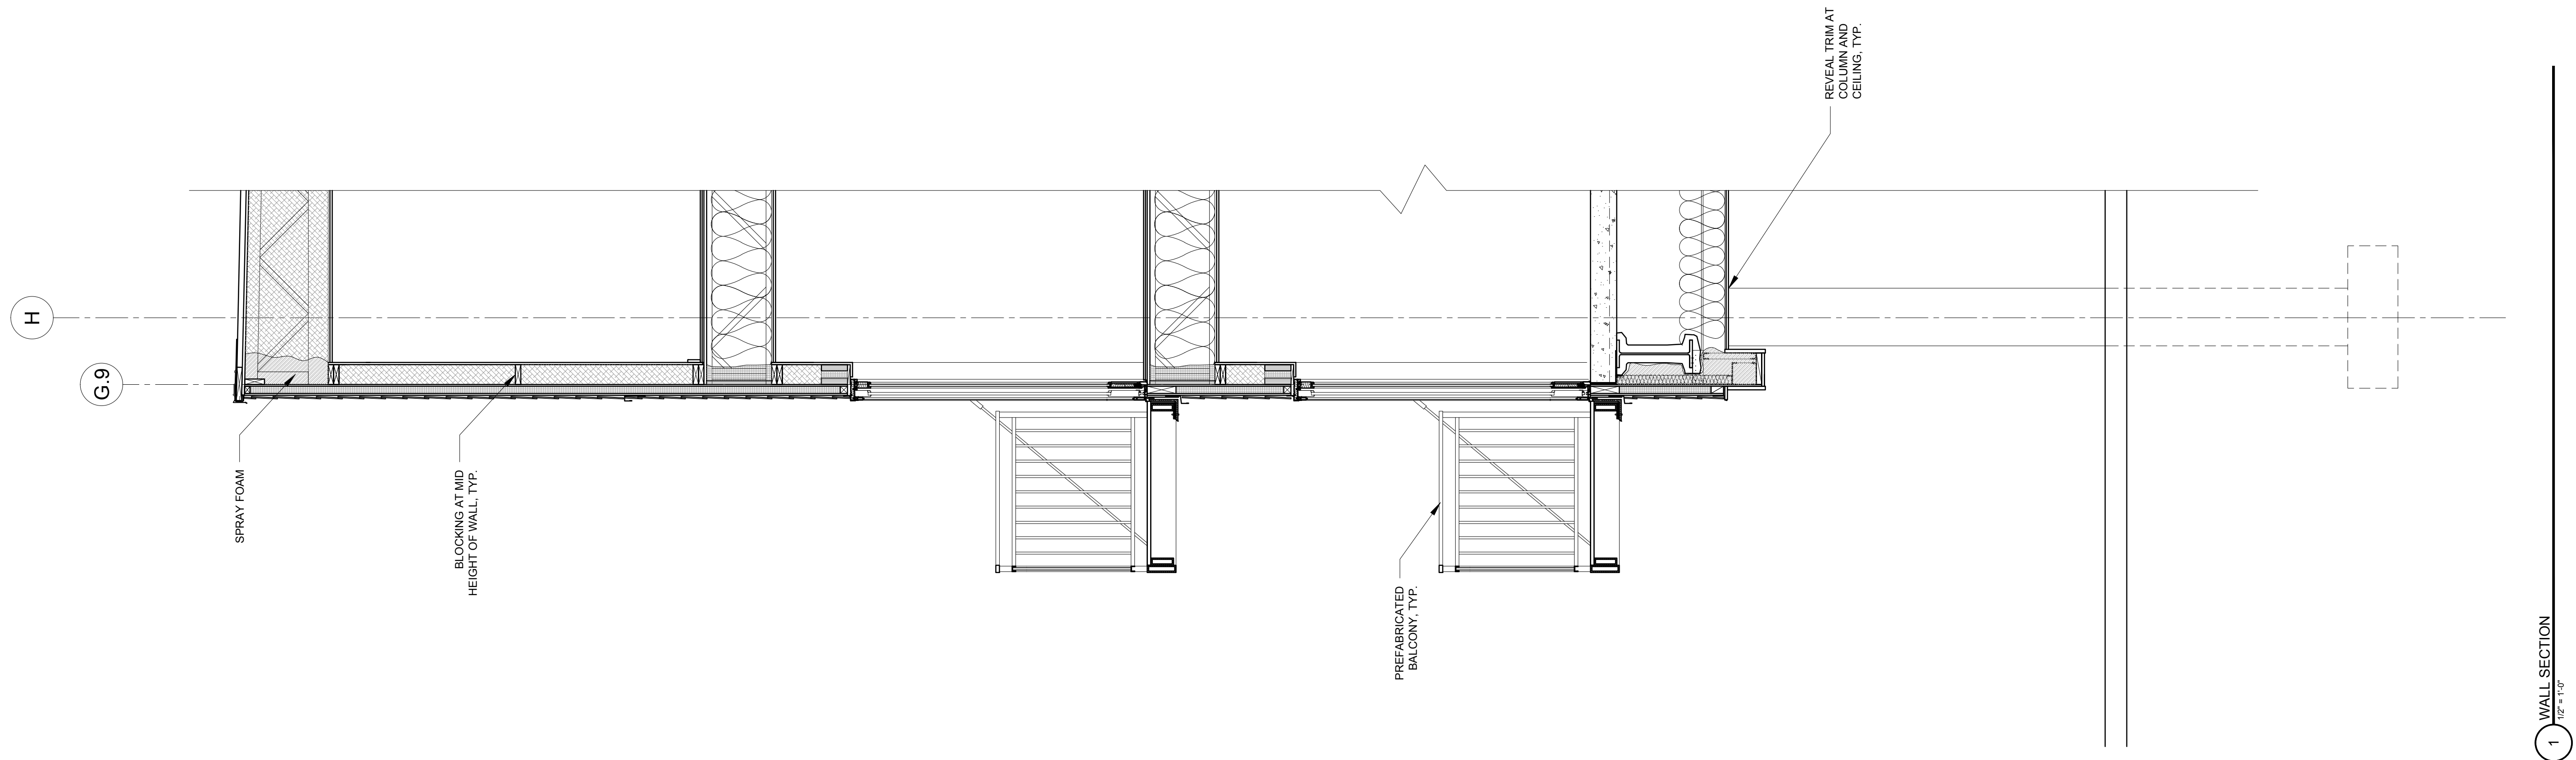 H
G.9
SPRAY FOAM
BLOCKING AT MID
HEIGHT OF WALL, TYP.
PREFABRICATED
BALCONY, TYP.
REVEAL TRIM AT
COLUMN AND
CEILING, TYP.
1
WALL SECTION
1/2" = 1'-0"